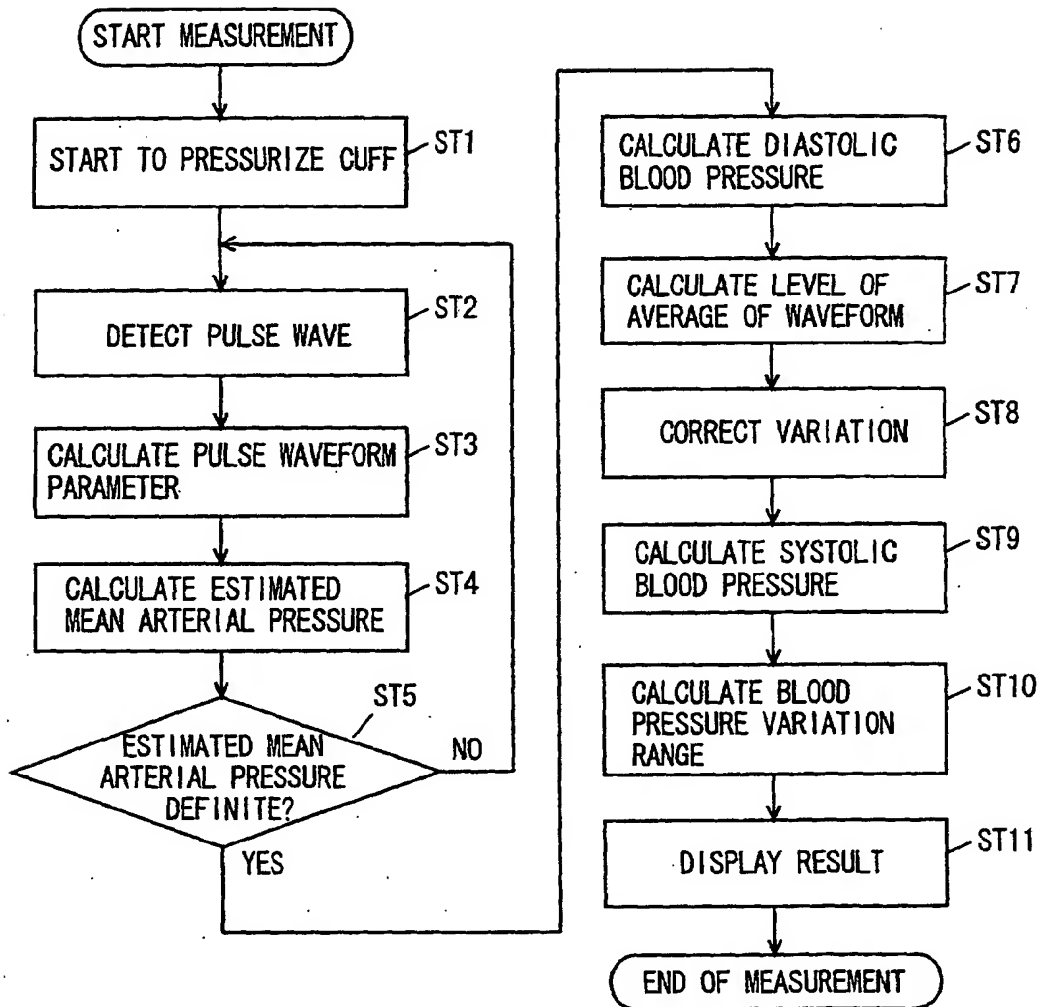 START MEASUREMENT
START TO PRESSURIZE CUFF
ST1
DETECT PULSE WAVE
ST2
CALCULATE PULSE WAVEFORM
PARAMETER
ST3
CALCULATE ESTIMATED
MEAN ARTERIAL PRESSURE
ST4
ST5
ESTIMATED MEAN
ARTERIAL PRESSURE
DEFINITE?
NO
YES
CALCULATE DIASTOLIC
BLOOD PRESSURE
ST6
CALCULATE LEVEL OF
AVERAGE OF WAVEFORM
ST7
CORRECT VARIATION
ST8
CALCULATE SYSTOLIC
BLOOD PRESSURE
ST9
CALCULATE BLOOD
PRESSURE VARIATION
RANGE
ST10
DISPLAY RESULT
ST11
END OF MEASUREMENT